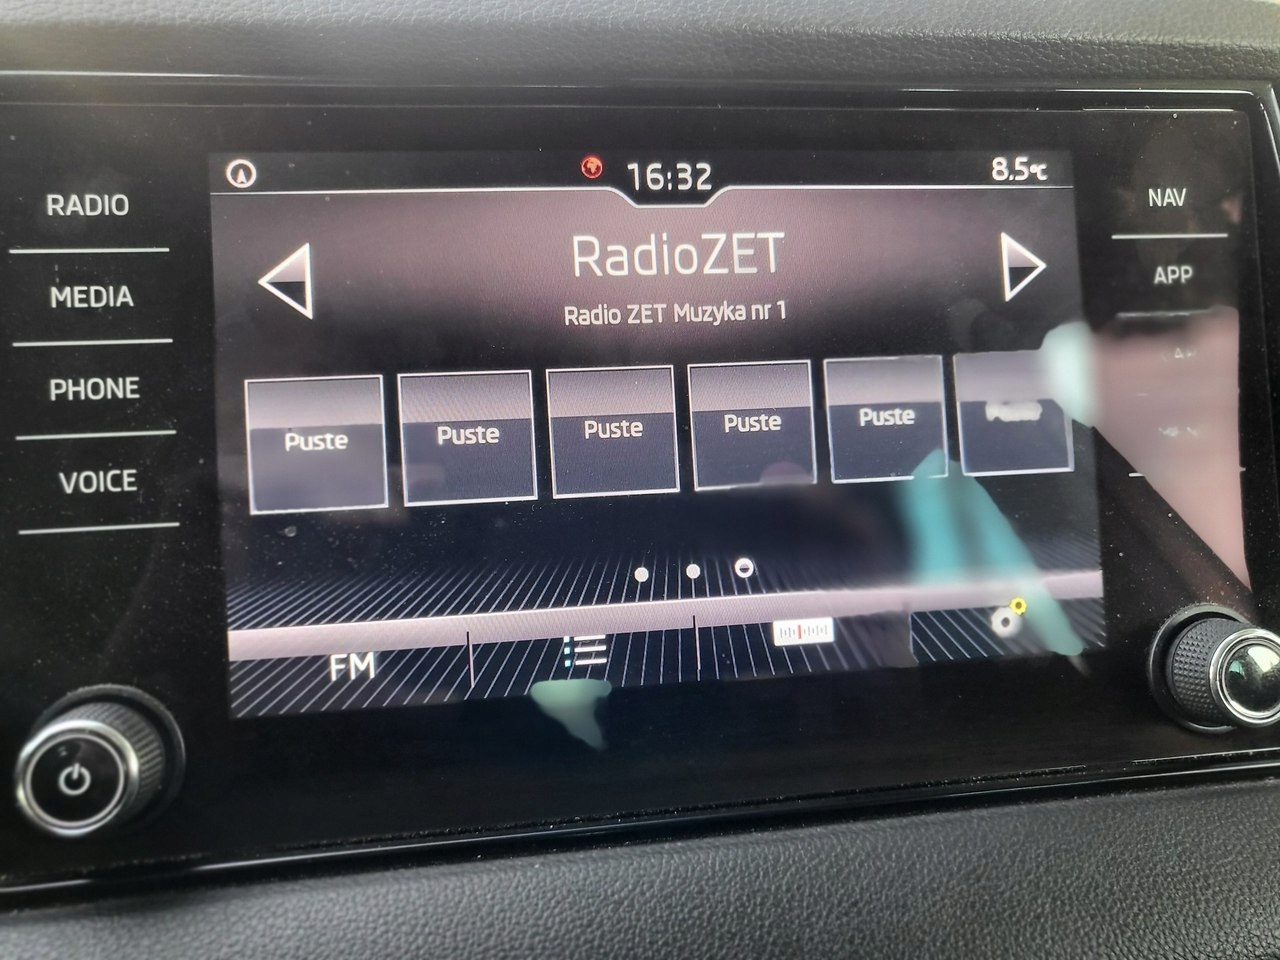 16:32
8.5°C
RADIO
MEDIA
PHONE
VOICE
RadioZET
Radio ZET Muzyka nr 1
Puste
Puste
Puste
Puste
Puste
Puste
FM
NAV
APP